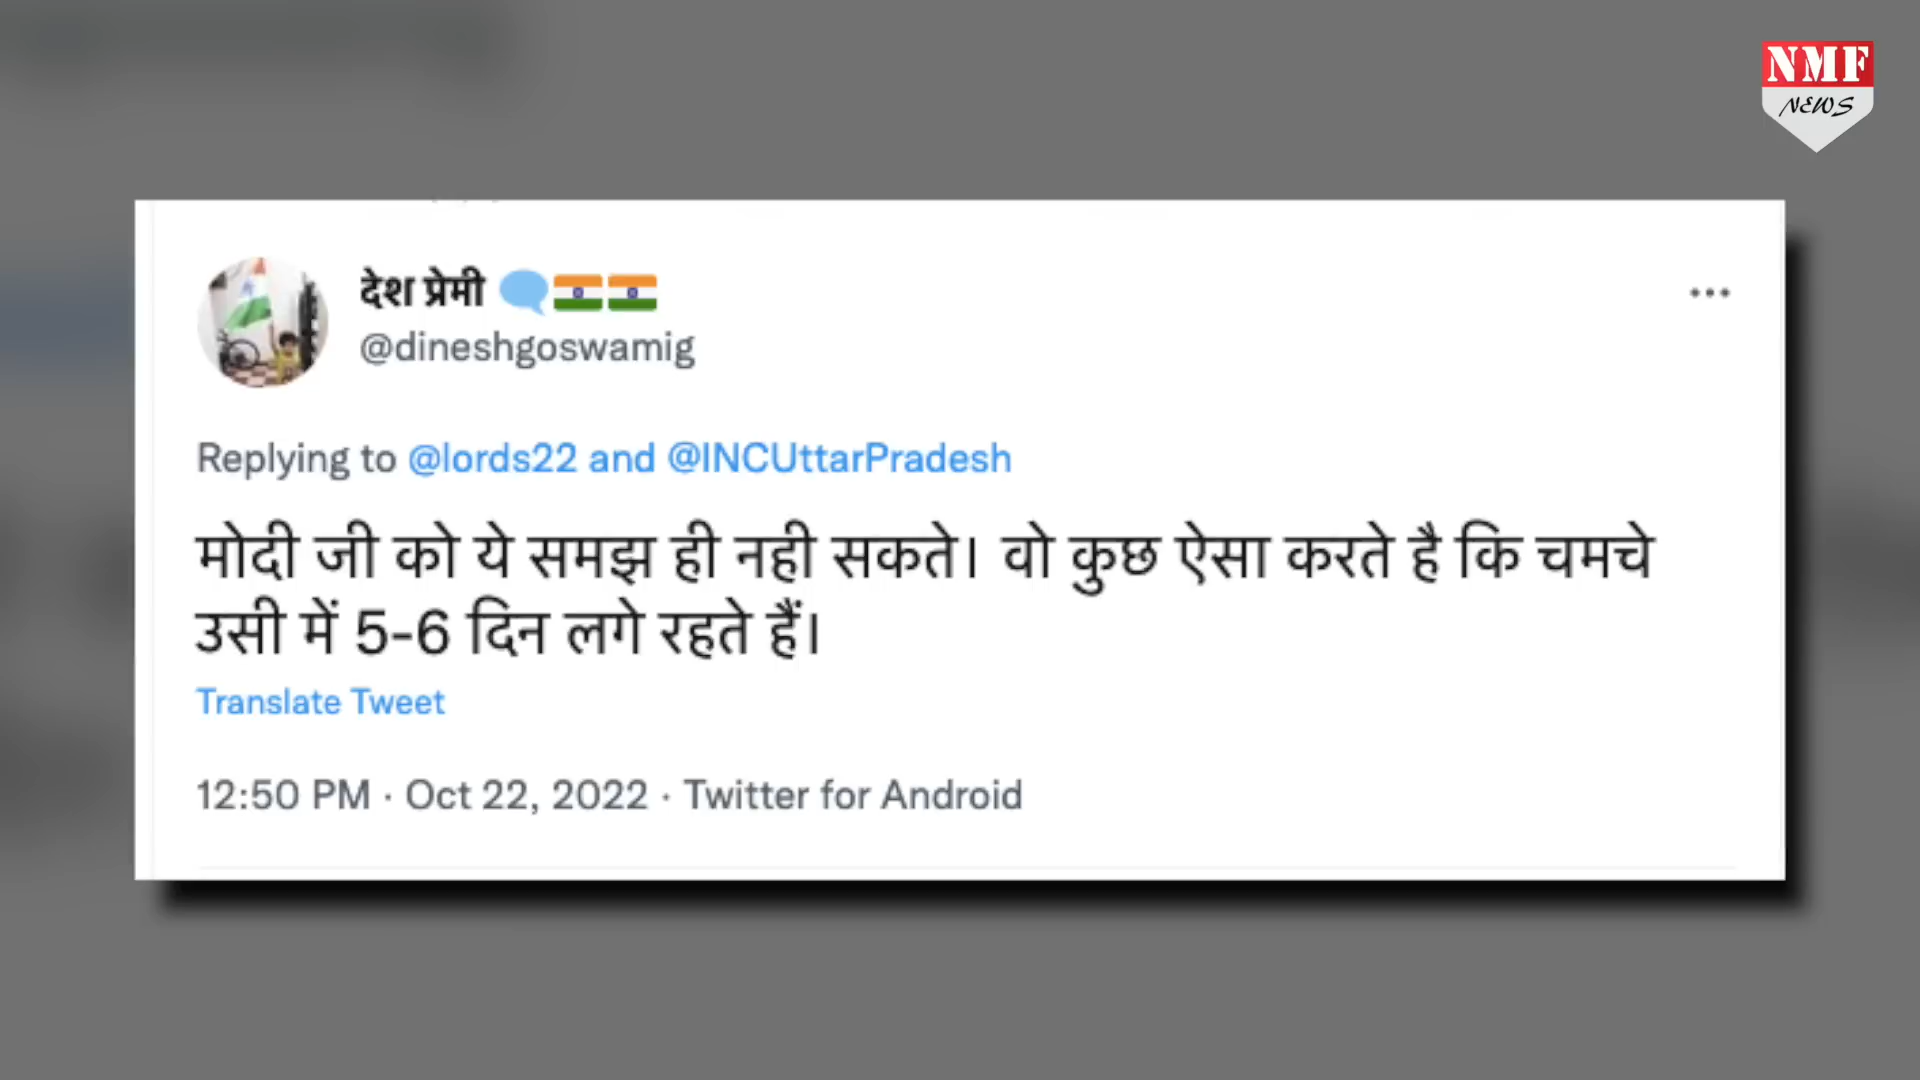 NMF
NEWS
देश प्रेमी
@dineshgoswamig
Replying to @lords22 and @INCUttarPradesh
मोदी जी को ये समझ ही नही सकते। वो कुछ ऐसा करते है कि चमचे
उसी में 5-6 दिन लगे रहते हैं।
Translate Tweet
12:50 PM · Oct 22, 2022 · Twitter for Android